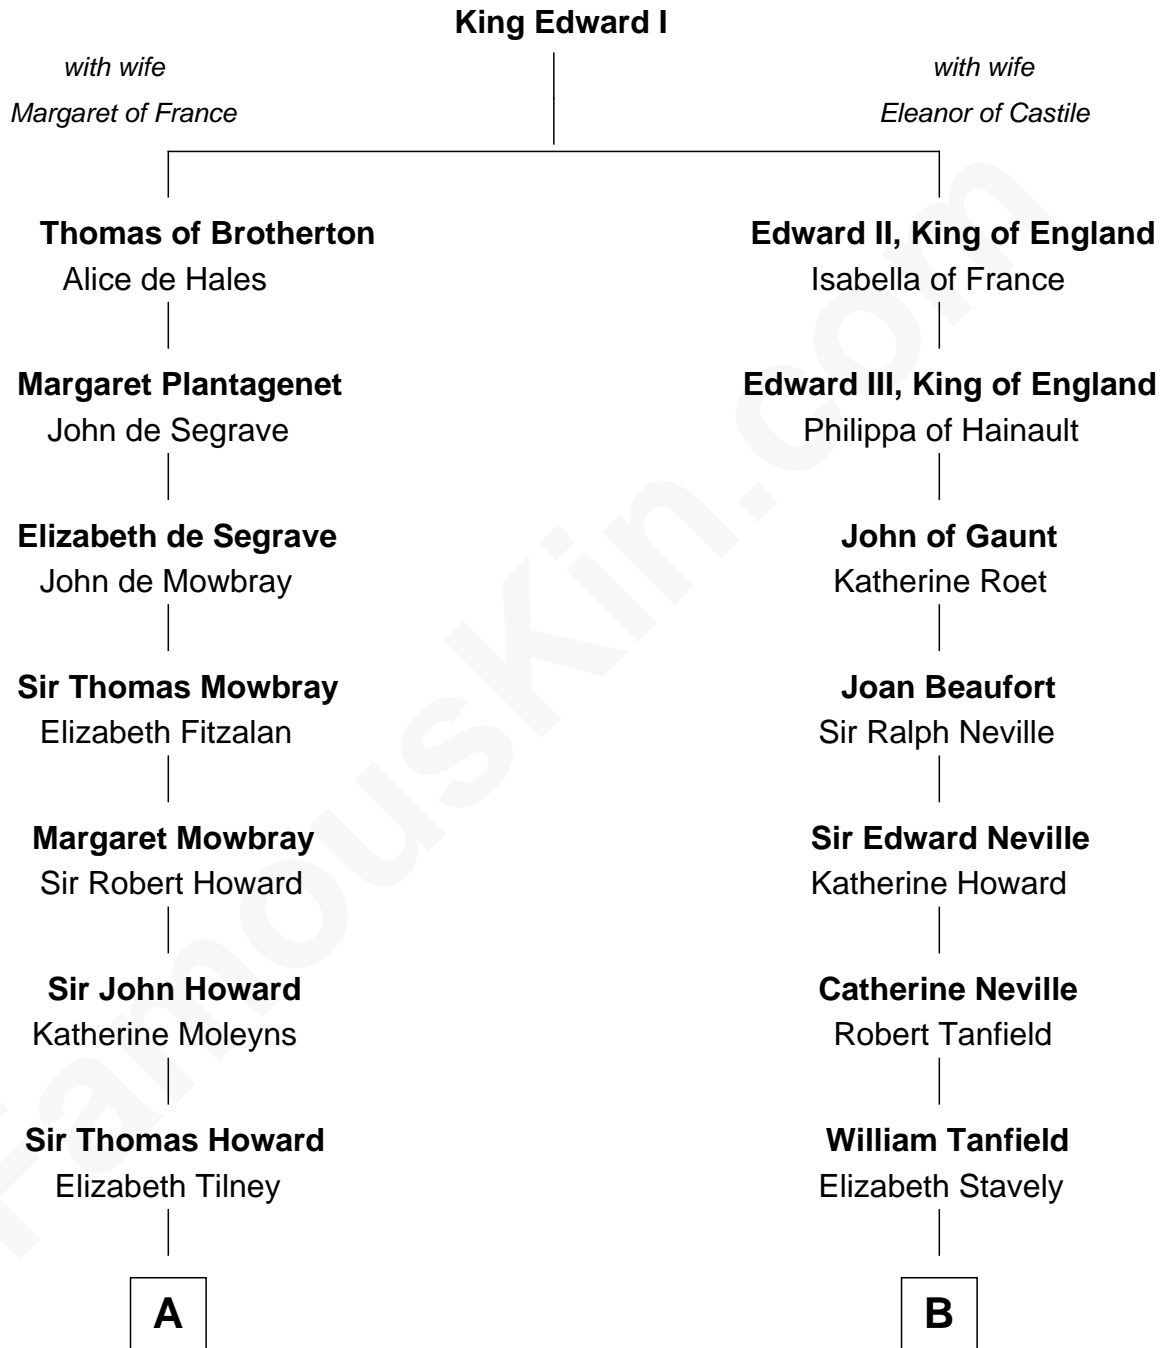 King Edward I
with wife
Margaret of France
with wife
Eleanor of Castile
Thomas of Brotherton
Alice de Hales
Edward II, King of England
Isabella of France
Margaret Plantagenet
John de Segrave
Edward III, King of England
Philippa of Hainault
Elizabeth de Segrave
John de Mowbray
John of Gaunt
Katherine Roet
Sir Thomas Mowbray
Elizabeth Fitzalan
Joan Beaufort
Sir Ralph Neville
Margaret Mowbray
Sir Robert Howard
Sir Edward Neville
Katherine Howard
Sir John Howard
Katherine Moleyns
Catherine Neville
Robert Tanfield
Sir Thomas Howard
Elizabeth Tilney
William Tanfield
Elizabeth Stavely
A
B
FamousKin.com